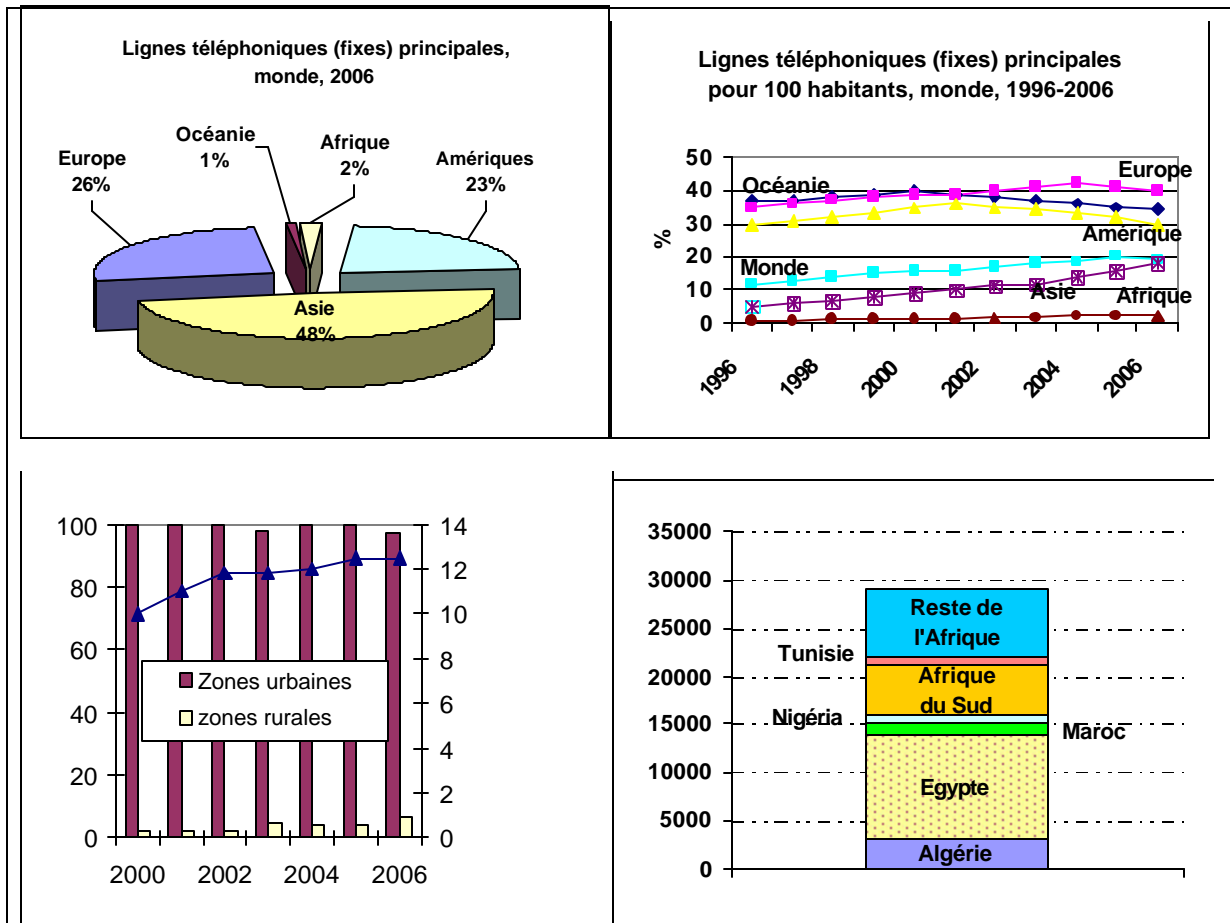 Lignes téléphoniques (fixes) principales,
monde, 2006
Océanie
1%
Afrique
2%
Europe
26%
Amériques
23%
Asie
48%
Lignes téléphoniques (fixes) principales
pour 100 habitants, monde, 1996-2006
50
40
30
20
10
0
%
Océanie
Europe
Amérique
Monde
Asie
Afrique
1996
1998
2000
2002
2004
2006
100
80
60
40
20
0
14
12
10
8
6
4
2
0
Zones urbaines
zones rurales
2000
2002
2004
2006
35000
30000
25000
20000
15000
10000
5000
0
Reste de
l'Afrique
Tunisie
Afrique
du Sud
Nigéria
Maroc
Egypte
Algérie